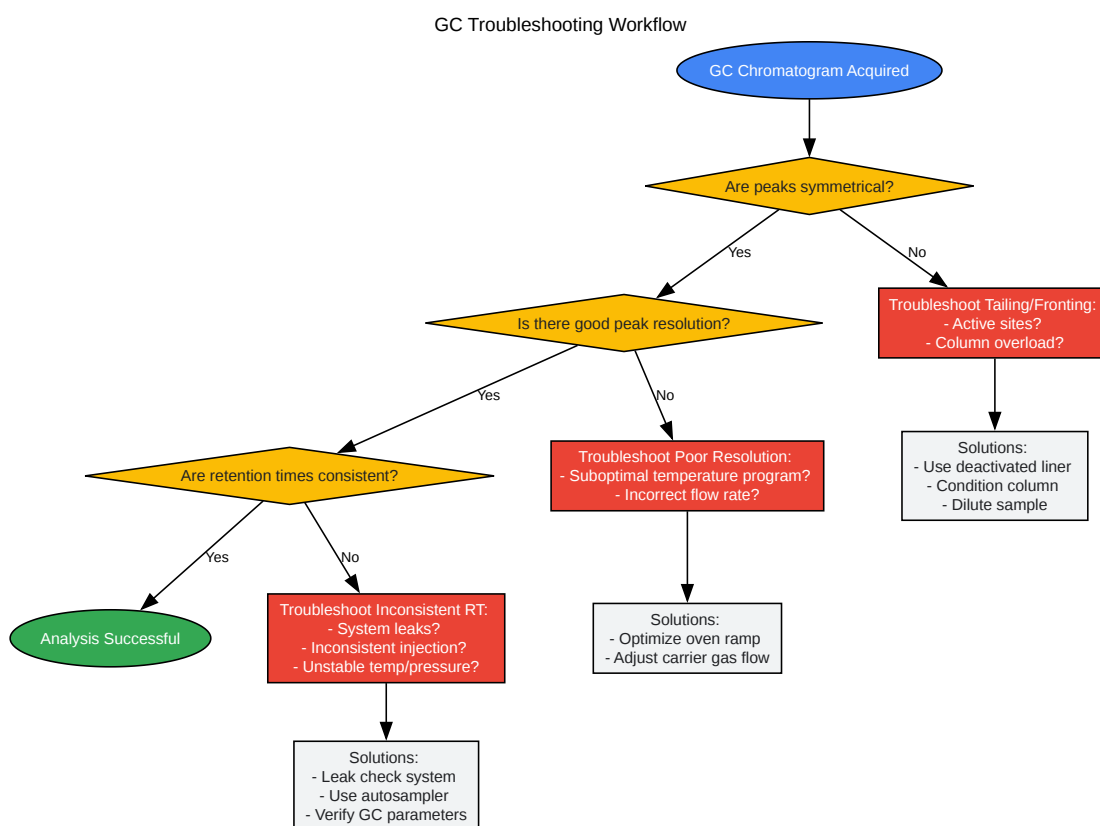 GC Troubleshooting Workflow
GC Chromatogram Acquired
Are peaks symmetrical?
Yes
No
Is there good peak resolution?
Troubleshoot Tailing/Fronting:
- Active sites?
- Column overload?
Yes
No
Solutions:
- Use deactivated liner
- Condition column
- Dilute sample
Are retention times consistent?
Troubleshoot Poor Resolution:
- Suboptimal temperature program?
- Incorrect flow rate?
Yes
No
Analysis Successful
Troubleshoot Inconsistent RT:
- System leaks?
- Inconsistent injection?
- Unstable temp/pressure?
Solutions:
- Optimize oven ramp
- Adjust carrier gas flow
Solutions:
- Leak check system
- Use autosampler
- Verify GC parameters